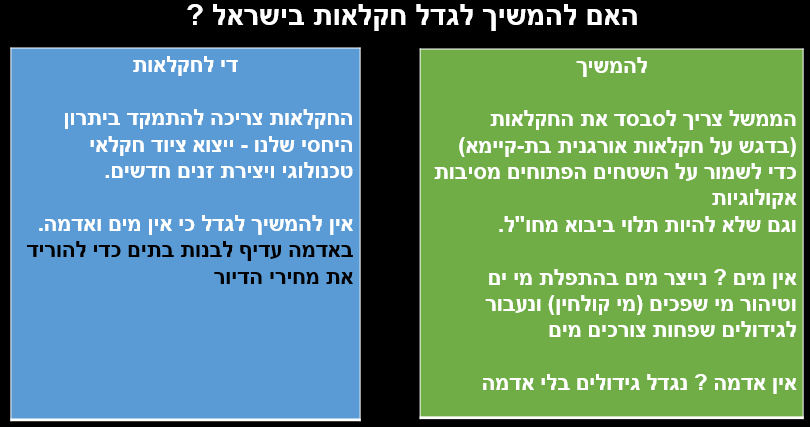 האם להמשיך לגדל חקלאות בישראל ?
להמשיך
הממשל צריך לסבסד את החקלאות
(בדגש על חקלאות אורגנית בת-קיימא)
כדי לשמור על השטחים הפתוחים מסיבות
אקולוגיות
וגם שלא להיות תלוי ביבוא מחו"ל.
אין מים ? נייצר מים בהתפלת מי ים
וטיהור מי שפכים (מי קולחין) ונעבור
לגידולים שפחות צורכים מים
אין אדמה ? נגדל גידולים בלי אדמה
די לחקלאות
החקלאות צריכה להתמקד ביתרון
היחסי שלנו - ייצוא ציוד חקלאי
טכנולוגי ויצירת זנים חדשים.
אין להמשיך לגדל כי אין מים ואדמה.
באדמה עדיף לבנות בתים כדי להוריד
את מחירי הדיור